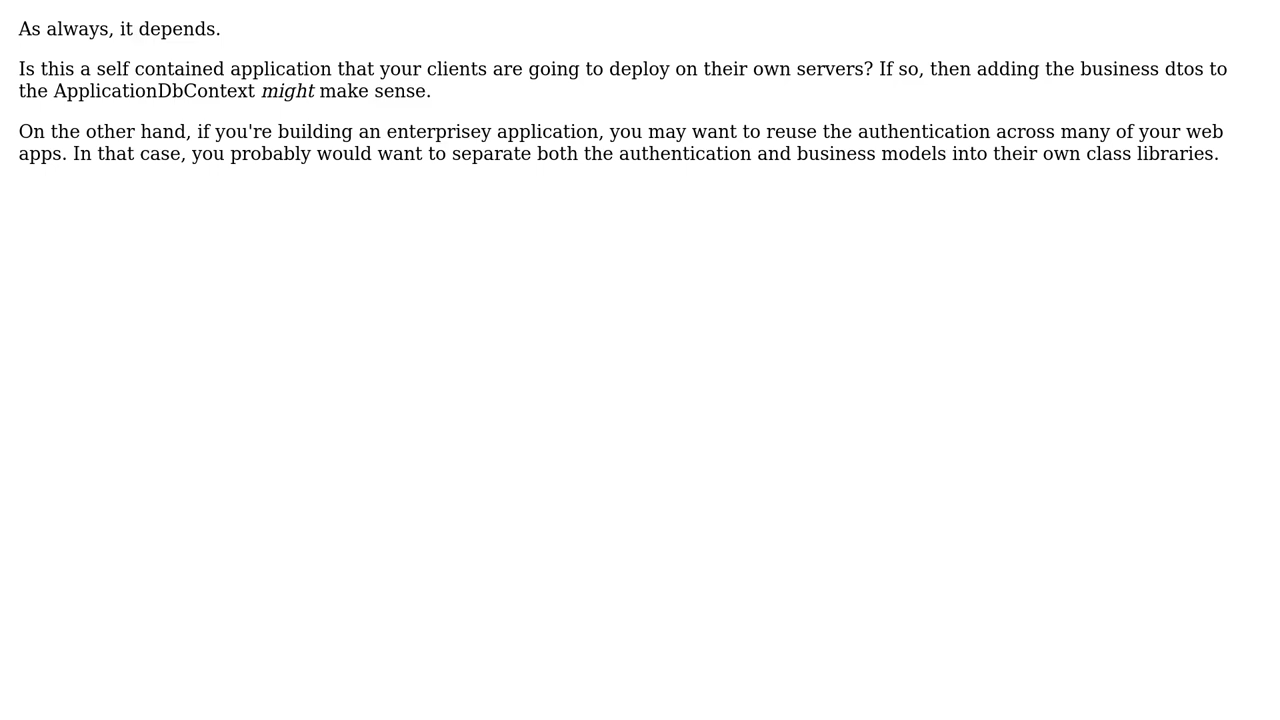 As always, it depends.
Is this a self contained application that your clients are going to deploy on their own servers? If so, then adding the business dtos to
the ApplicationDbContext might make sense.
On the other hand, if you're building an enterprisey application, you may want to reuse the authentication across many of your web
apps. In that case, you probably would want to separate both the authentication and business models into their own class libraries.